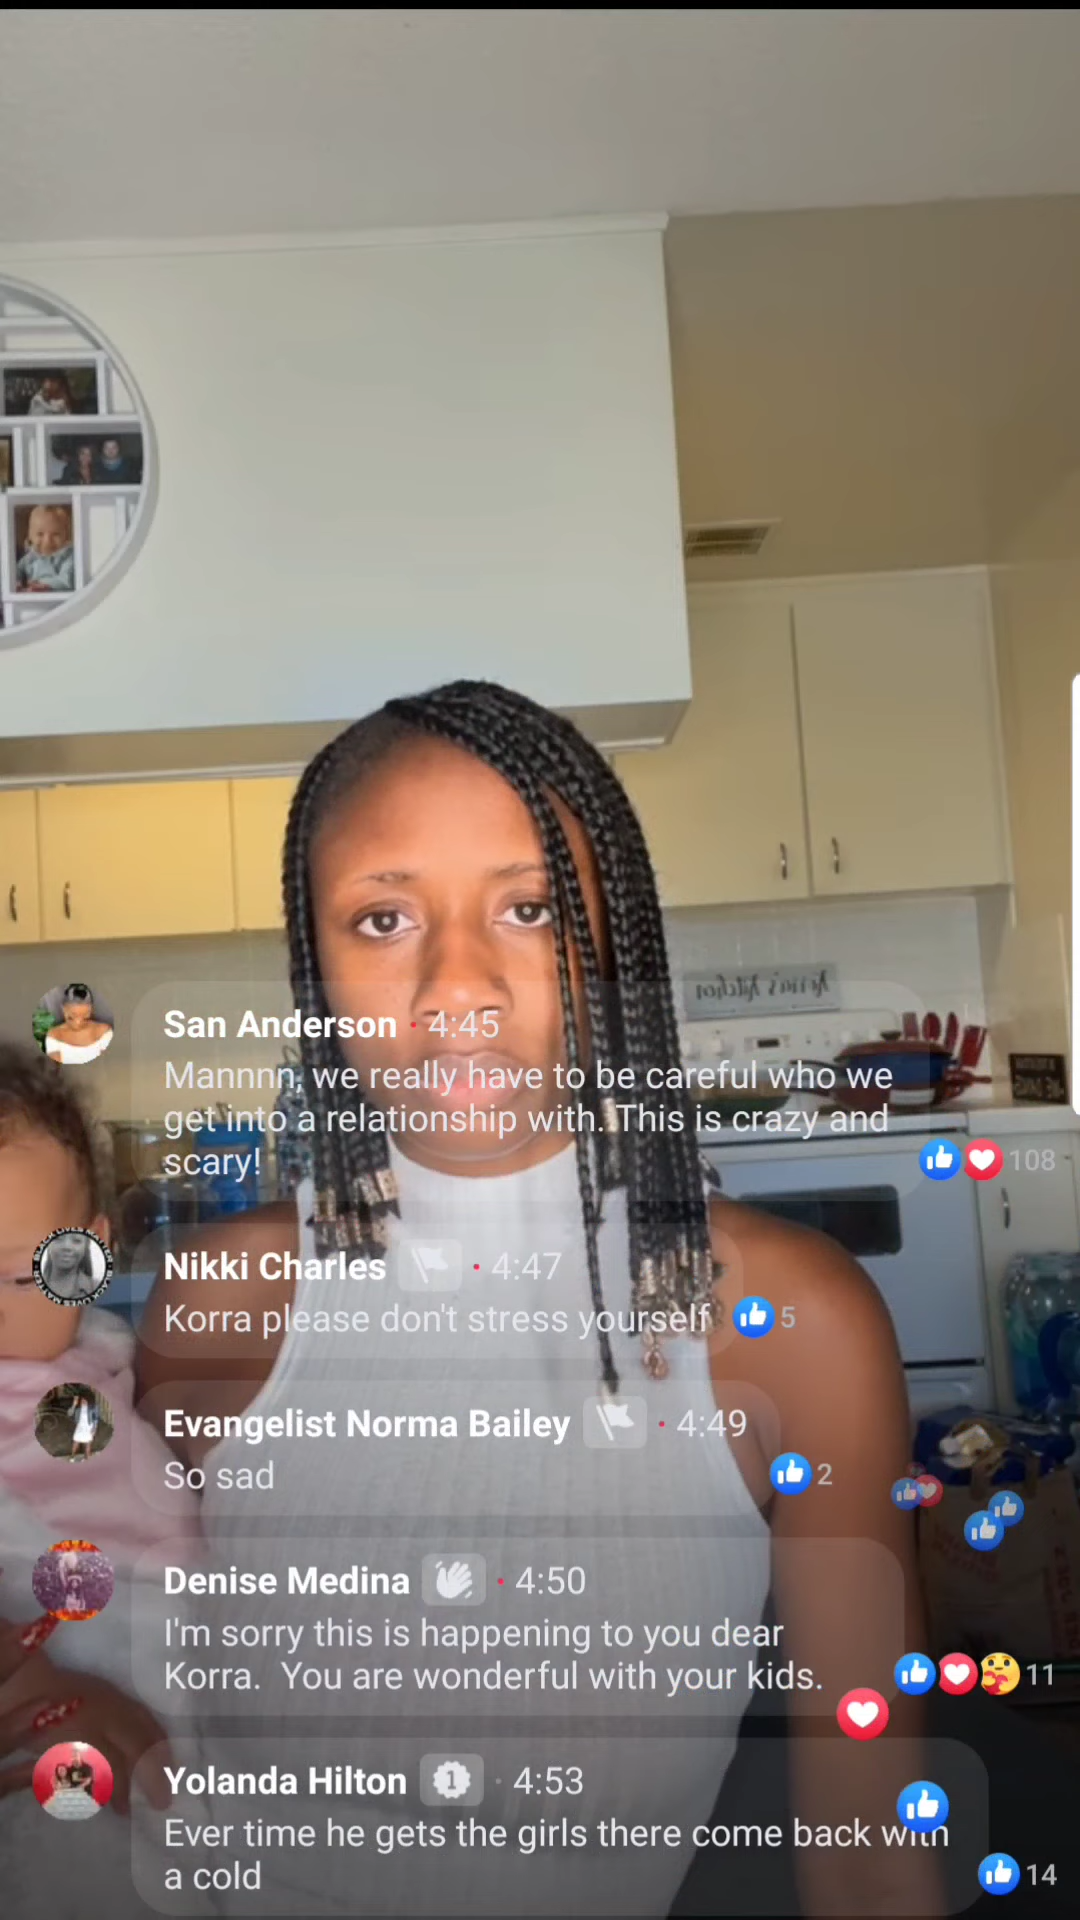 Korra's kitchen
San Anderson · 4:45
Mannnn, we really have to be careful who we
get into a relationship with. This is crazy and
scary!
108
Nikki Charles · 4:47
Korra please don't stress yourself
5
Evangelist Norma Bailey · 4:49
So sad
2
Denise Medina · 4:50
I'm sorry this is happening to you dear
Korra.  You are wonderful with your kids.
11
Yolanda Hilton 1 · 4:53
Ever time he gets the girls there come back with
a cold
14